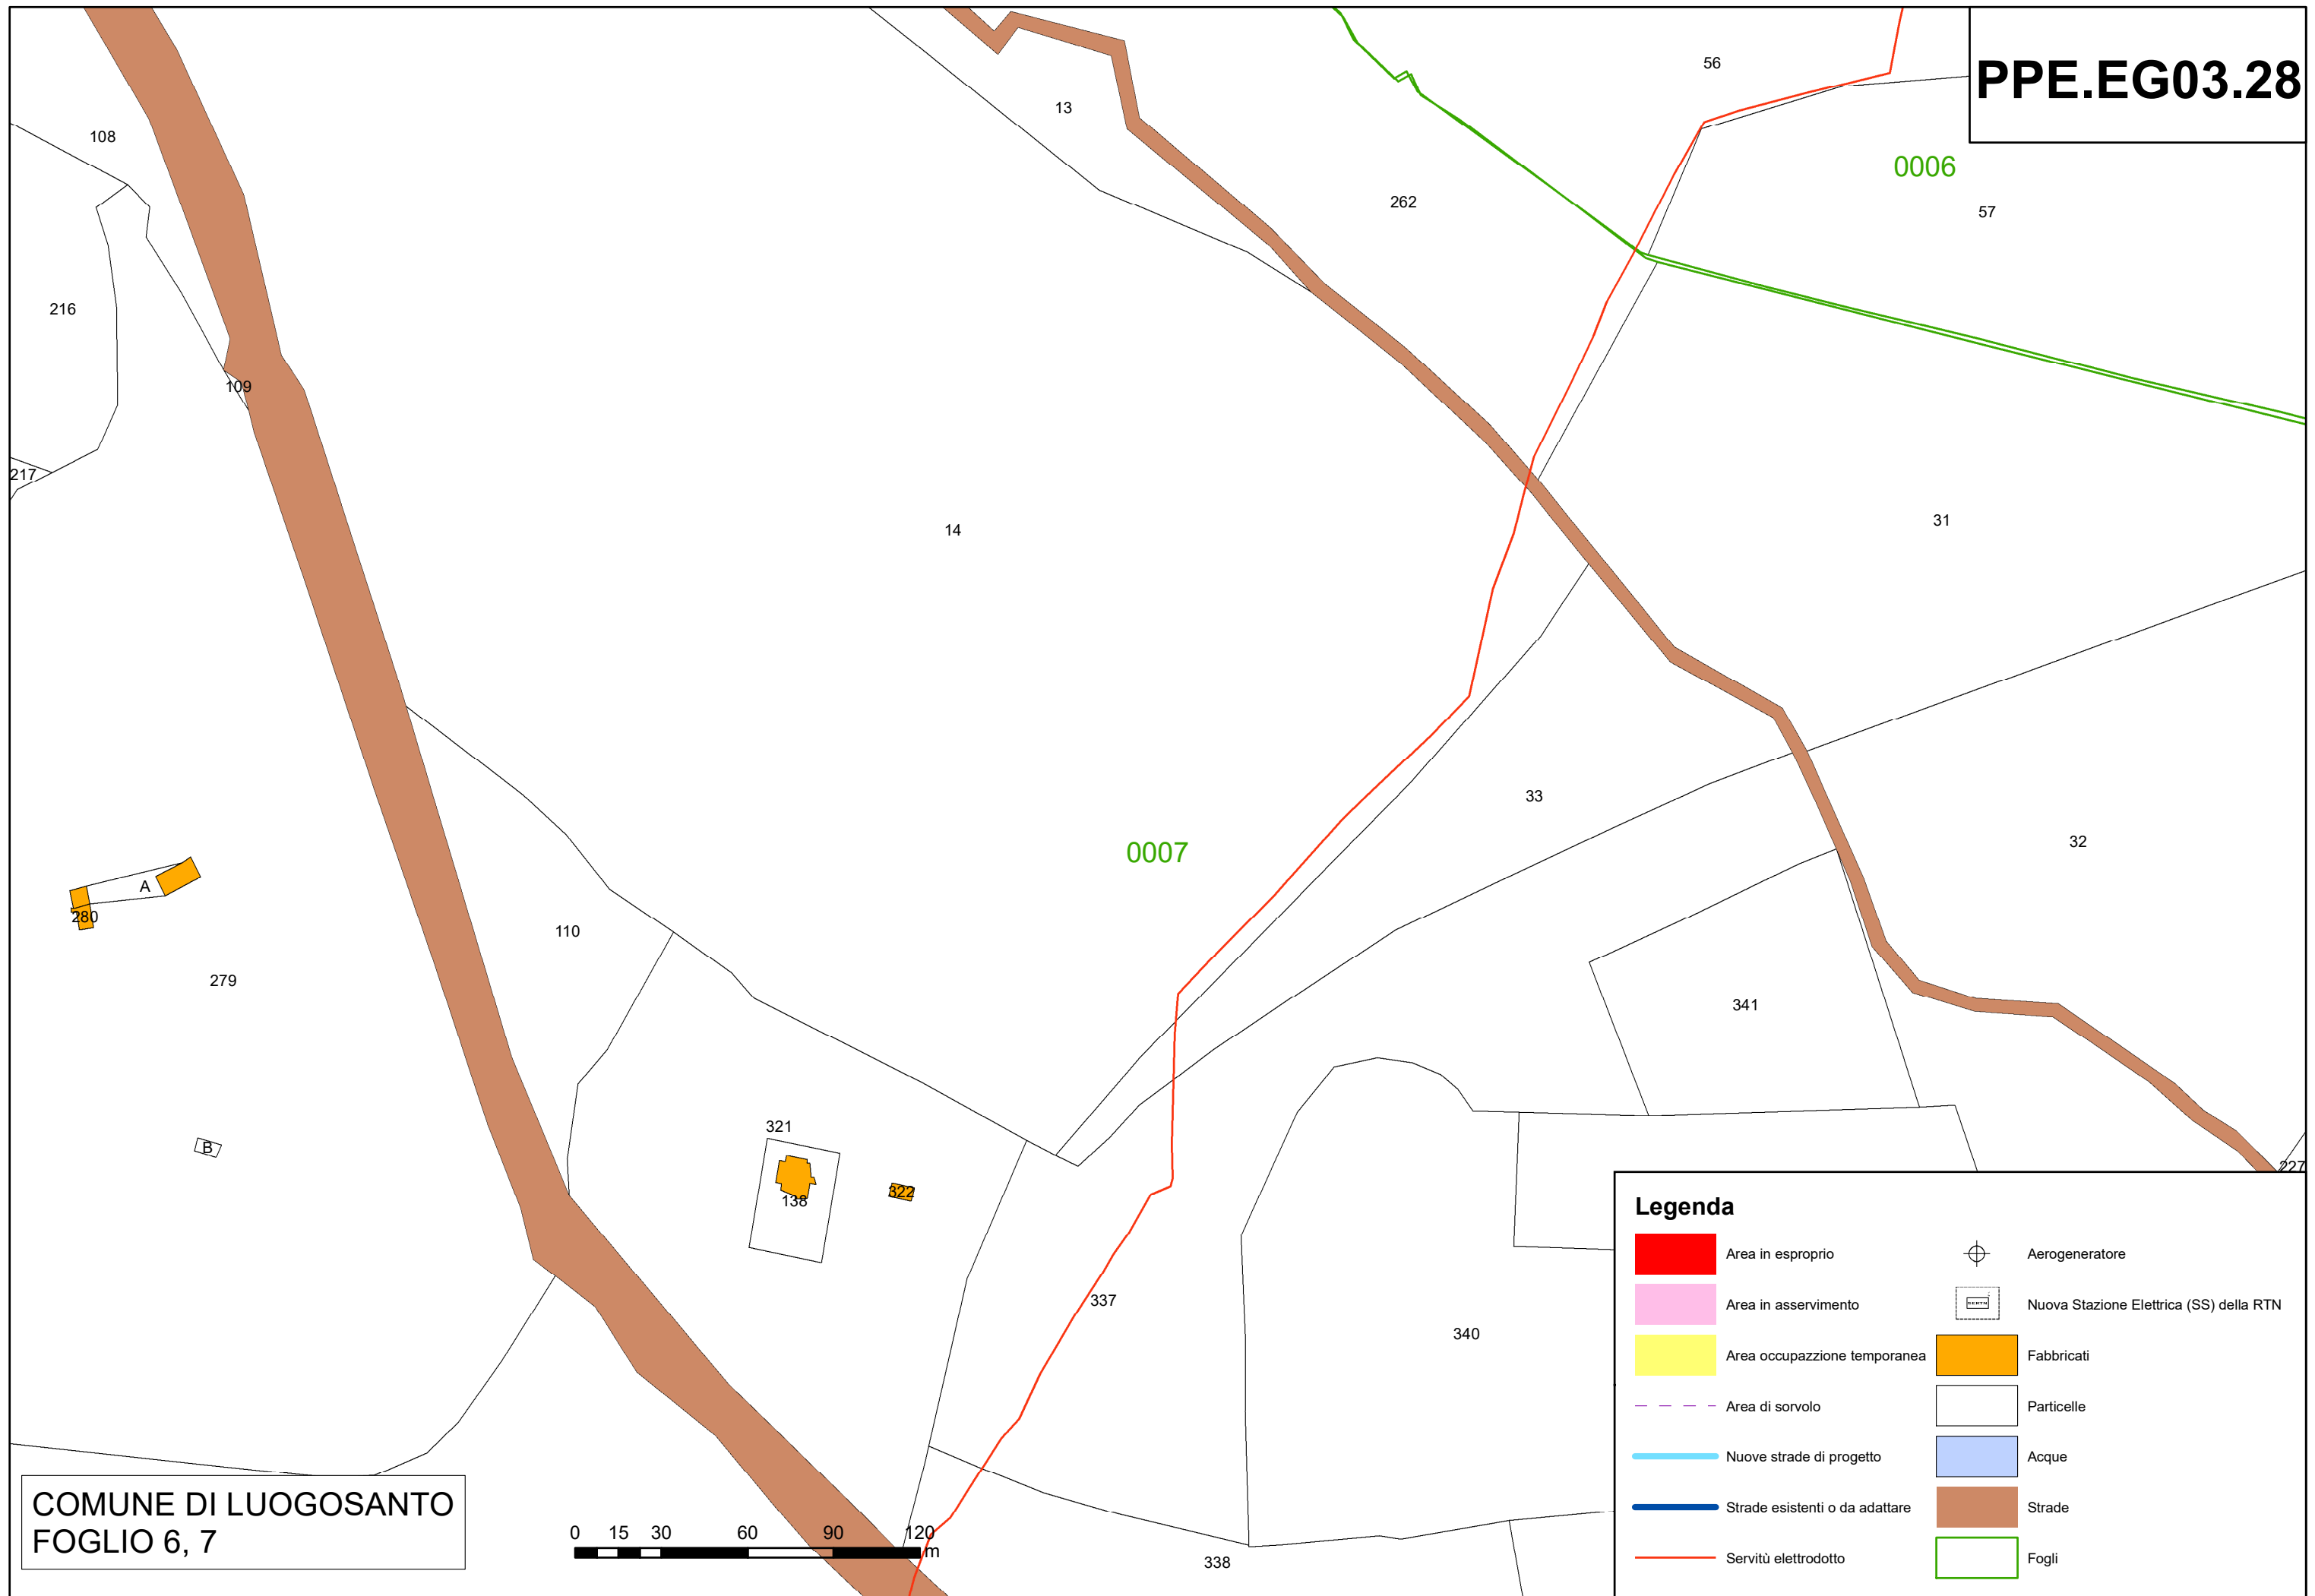 PPE.EG03.28
56
13
108
0006
262
57
216
109
217
14
31
33
32
0007
A
280
110
279
341
321
B
227
138
322
337
340
338
COMUNE DI LUOGOSANTO
FOGLIO 6, 7
0 15 30 60 90 120
m
Legenda
Area in esproprio
Area in asservimento
Area occupazzione temporanea
Area di sorvolo
Nuove strade di progetto
Strade esistenti o da adattare
Servitù elettrodotto
Aerogeneratore
Nuova Stazione Elettrica (SS) della RTN
Fabbricati
Particelle
Acque
Strade
Fogli